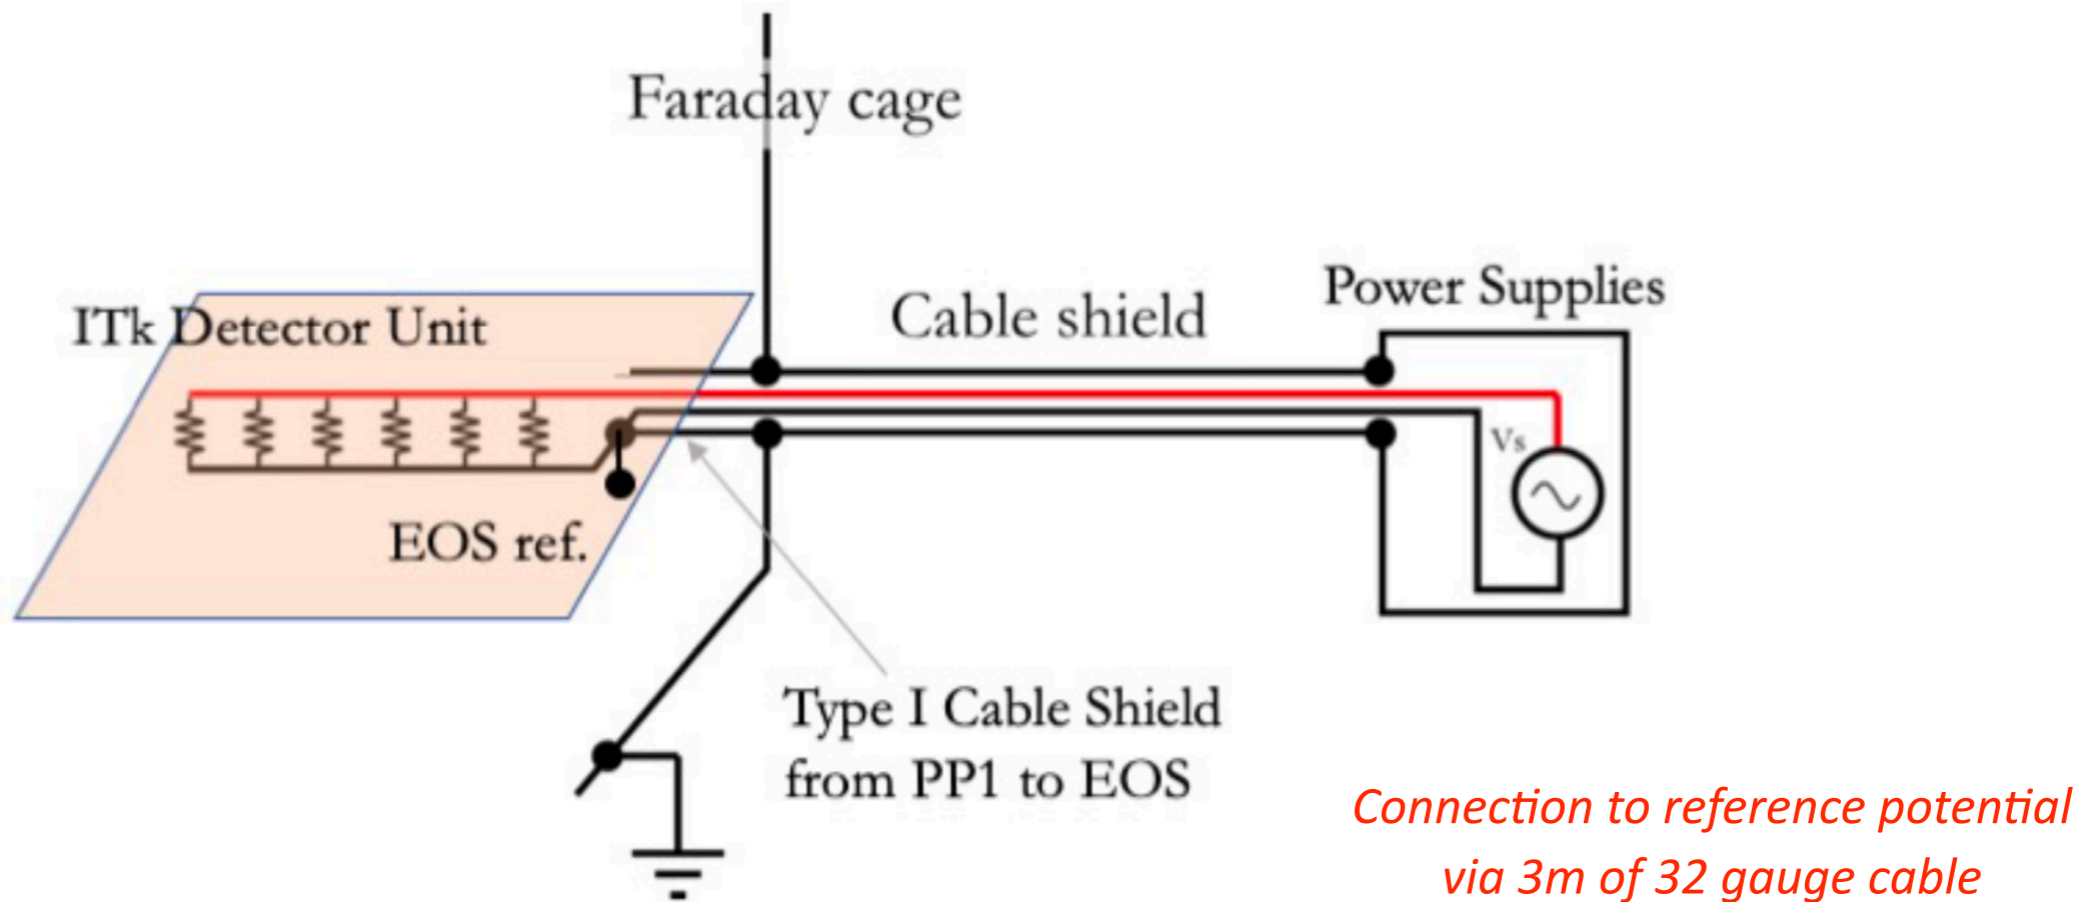 Faraday cage
Power Supplies
Cable shield
ITk Detector Unit
Vs
EOS ref.
Type I Cable Shield
from PP1 to EOS
Connection to reference potential
via 3m of 32 gauge cable